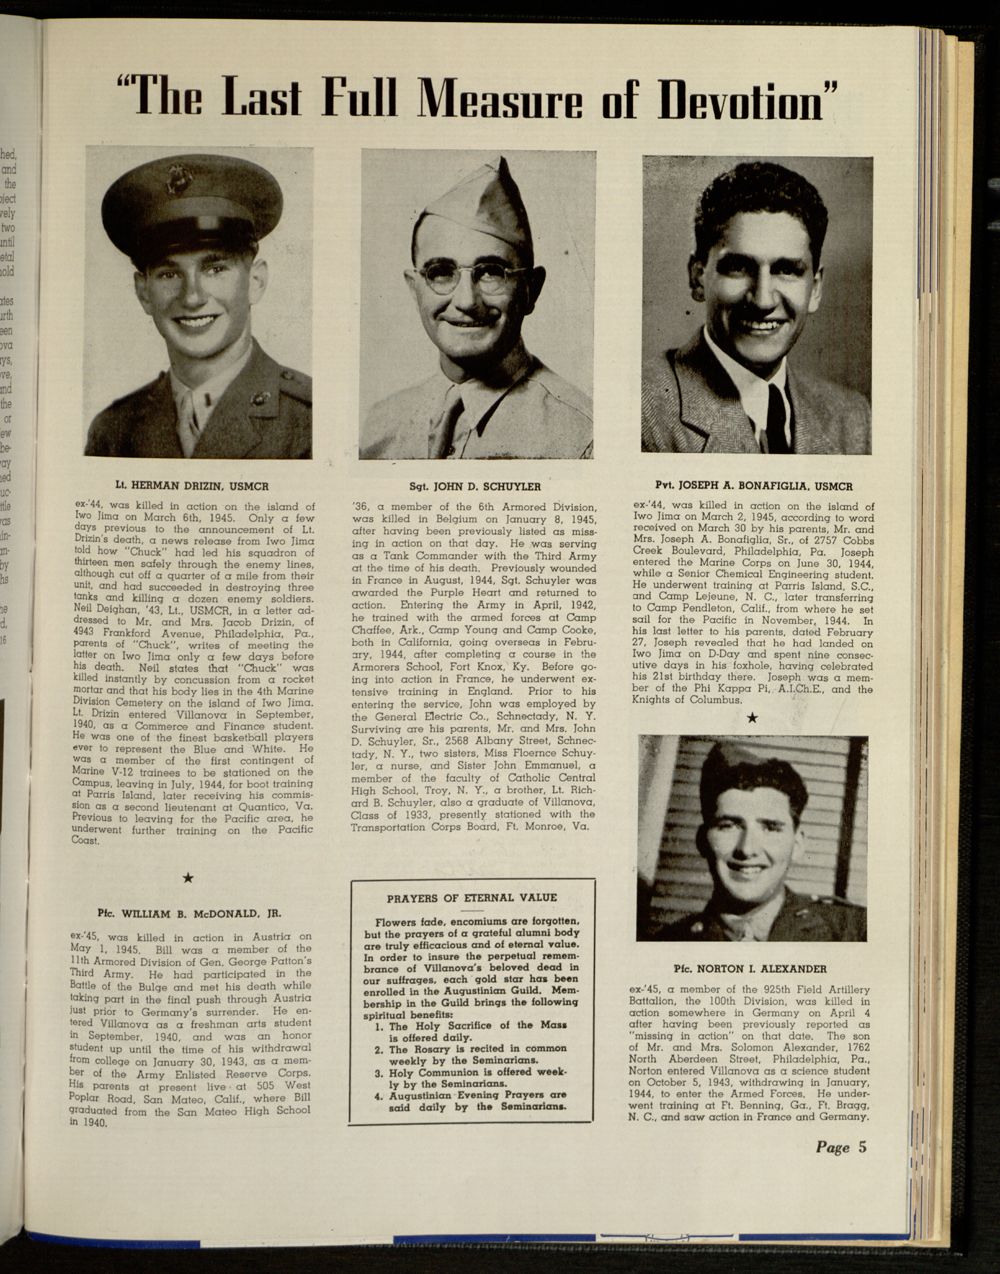 "The Last Full Measure of Devotion"
Lt. HERMAN DRIZIN, USMCR
ex-'44, was killed in action on the island of
Iwo Jima on March 6th, 1945. Only a few
days previous to the announcement of Lt.
Drizin's death, a news release from Iwo Jima
told how "Chuck" had led his squadron of
thirteen men safely through the enemy lines,
although cut off a quarter of a mile from their
unit, and had succeeded in destroying three
tanks and killing a dozen enemy soldiers.
Neil Deighan, '43, Lt., USMCR, in a letter ad-
dressed to Mr. and Mrs. Jacob Drizin, of
4943 Frankford Avenue, Philadelphia, Pa.,
parents of "Chuck", writes of meeting the
latter on Iwo Jima only a few days before
his death. Neil states that "Chuck" was
killed instantly by concussion from a rocket
mortar and that his body lies in the 4th Marine
Division Cemetery on the island of Iwo Jima.
Lt. Drizin entered Villanova in September,
1940, as a Commerce and Finance student.
He was one of the finest basketball players
ever to represent the Blue and White. He
was a member of the first contingent of
Marine V-12 trainees to be stationed on the
Campus, leaving in July, 1944, for boot training
at Parris Island, later receiving his commis-
sion as a second lieutenant at Quantico, Va.
Previous to leaving for the Pacific area, he
underwent further training on the Pacific
Coast.
★
Pfc. WILLIAM B. McDONALD, JR.
ex-'45, was killed in action in Austria on
May 1, 1945. Bill was a member of the
11th Armored Division of Gen. George Patton's
Third Army. He had participated in the
Battle of the Bulge and met his death while
taking part in the final push through Austria
just prior to Germany's surrender. He en-
tered Villanova as a freshman arts student
in September, 1940, and was an honor
student up until the time of his withdrawal
from college on January 30, 1943, as a mem-
ber of the Army Enlisted Reserve Corps.
His parents at present live at 505 West
Poplar Road, San Mateo, Calif., where Bill
graduated from the San Mateo High School
in 1940.
Sgt. JOHN D. SCHUYLER
'36, a member of the 6th Armored Division,
was killed in Belgium on January 8, 1945,
after having been previously listed as miss-
ing in action on that day. He was serving
as a Tank Commander with the Third Army
at the time of his death. Previously wounded
in France in August, 1944, Sgt. Schuyler was
awarded the Purple Heart and returned to
action. Entering the Army in April, 1942,
he trained with the armed forces at Camp
Chaffee, Ark., Camp Young and Camp Cooke,
both in California, going overseas in Febru-
ary, 1944, after completing a course in the
Armorers School, Fort Knox, Ky. Before go-
ing into action in France, he underwent ex-
tensive training in England. Prior to his
entering the service, John was employed by
the General Electric Co., Schnectady, N. Y.
Surviving are his parents, Mr. and Mrs. John
D. Schuyler, Sr., 2568 Albany Street, Schnec-
tady, N. Y., two sisters, Miss Floernce Schuy-
ler, a nurse, and Sister John Emmanuel, a
member of the faculty of Catholic Central
High School, Troy, N. Y., a brother, Lt. Rich-
ard B. Schuyler, also a graduate of Villanova,
Class of 1933, presently stationed with the
Transportation Corps Board, Ft. Monroe, Va.
PRAYERS OF ETERNAL VALUE
Flowers fade, encomiums are forgotten,
but the prayers of a grateful alumni body
are truly efficacious and of eternal value.
In order to insure the perpetual remem-
brance of Villanova's beloved dead in
our suffrages, each gold star has been
enrolled in the Augustinian Guild. Mem-
bership in the Guild brings the following
spiritual benefits:
1. The Holy Sacrifice of the Mass
is offered daily.
2. The Rosary is recited in common
weekly by the Seminarians.
3. Holy Communion is offered week-
ly by the Seminarians.
4. Augustinian Evening Prayers are
said daily by the Seminarians.
Pvt. JOSEPH A. BONAFIGLIA, USMCR
ex-'44, was killed in action on the island of
Iwo Jima on March 2, 1945, according to word
received on March 30 by his parents, Mr. and
Mrs. Joseph A. Bonafiglia, Sr., of 2757 Cobbs
Creek Boulevard, Philadelphia, Pa. Joseph
entered the Marine Corps on June 30, 1944,
while a Senior Chemical Engineering student.
He underwent training at Parris Island, S.C.,
and Camp Lejeune, N. C., later transferring
to Camp Pendleton, Calif., from where he set
sail for the Pacific in November, 1944. In
his last letter to his parents, dated February
27, Joseph revealed that he had landed on
Iwo Jima on D-Day and spent nine consec-
utive days in his foxhole, having celebrated
his 21st birthday there. Joseph was a mem-
ber of the Phi Kappa Pi, A.I.Ch.E., and the
Knights of Columbus.
★
Pfc. NORTON I. ALEXANDER
ex-'45, a member of the 925th Field Artillery
Battalion, the 100th Division, was killed in
action somewhere in Germany on April 4
after having been previously reported as
"missing in action" on that date. The son
of Mr. and Mrs. Solomon Alexander, 1762
North Aberdeen Street, Philadelphia, Pa.,
Norton entered Villanova as a science student
on October 5, 1943, withdrawing in January,
1944, to enter the Armed Forces. He under-
went training at Ft. Benning, Ga., Ft. Bragg,
N. C., and saw action in France and Germany.
Page 5